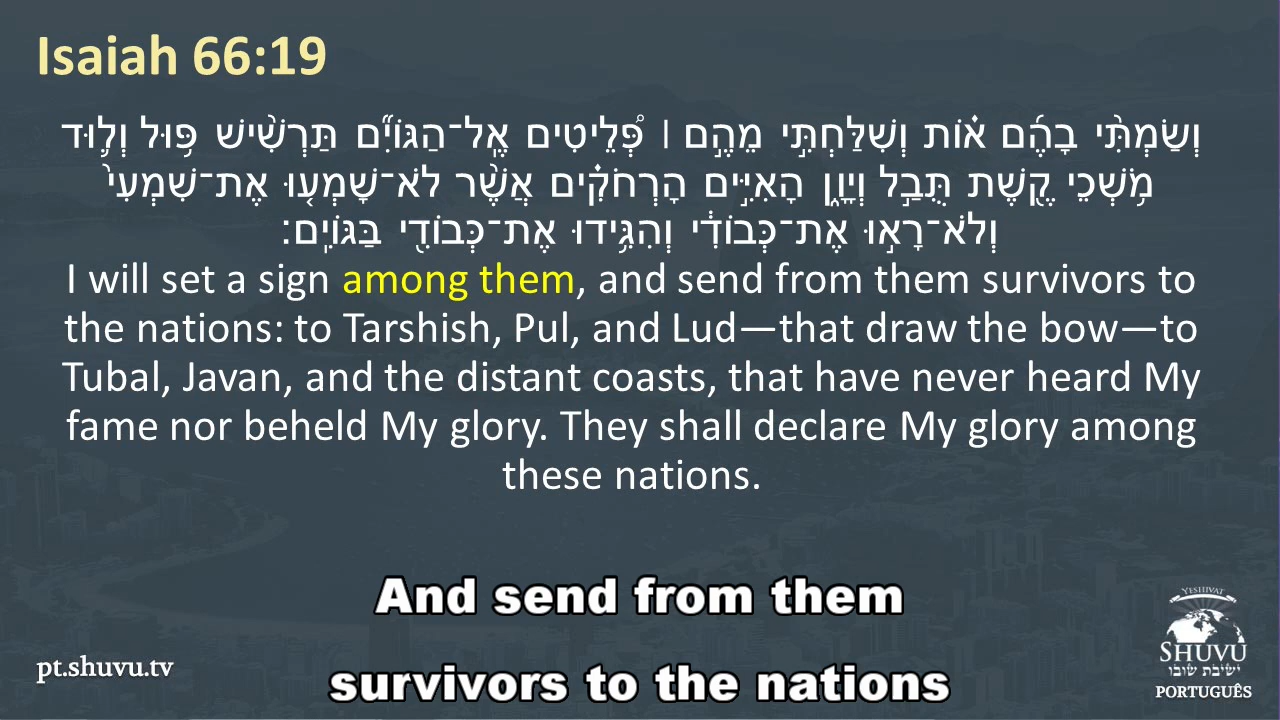 Isaiah 66:19
וְשַׂמְתִּ֨י בָהֶ֜ם א֗וֹת וְשִׁלַּחְתִּ֣י מֵהֶ֣ם ׀ פְּ֠לֵיטִים אֶֽל־הַגּוֹיִ֞ם תַּרְשִׁ֨ישׁ פּ֥וּל וְל֛וּד
מֹ֥שְׁכֵי קֶ֖שֶׁת תֻּבַ֣ל וְיָוָ֑ן הָאִיִּ֣ים הָרְחֹקִ֗ים אֲשֶׁ֨ר לֹא־שָׁמְע֤וּ אֶת־שִׁמְעִי֙
וְלֹא־רָא֣וּ אֶת־כְּבוֹדִ֔י וְהִגִּ֥ידוּ אֶת־כְּבוֹדִ֖י בַּגּוֹיִֽם׃
I will set a sign among them, and send from them survivors to
the nations: to Tarshish, Pul, and Lud—that draw the bow—to
Tubal, Javan, and the distant coasts, that have never heard My
fame nor beheld My glory. They shall declare My glory among
these nations.
And send from them
survivors to the nations
pt.shuvu.tv
YESHIVAT
SHUVU
ישיבת שובו
PORTUGUÊS